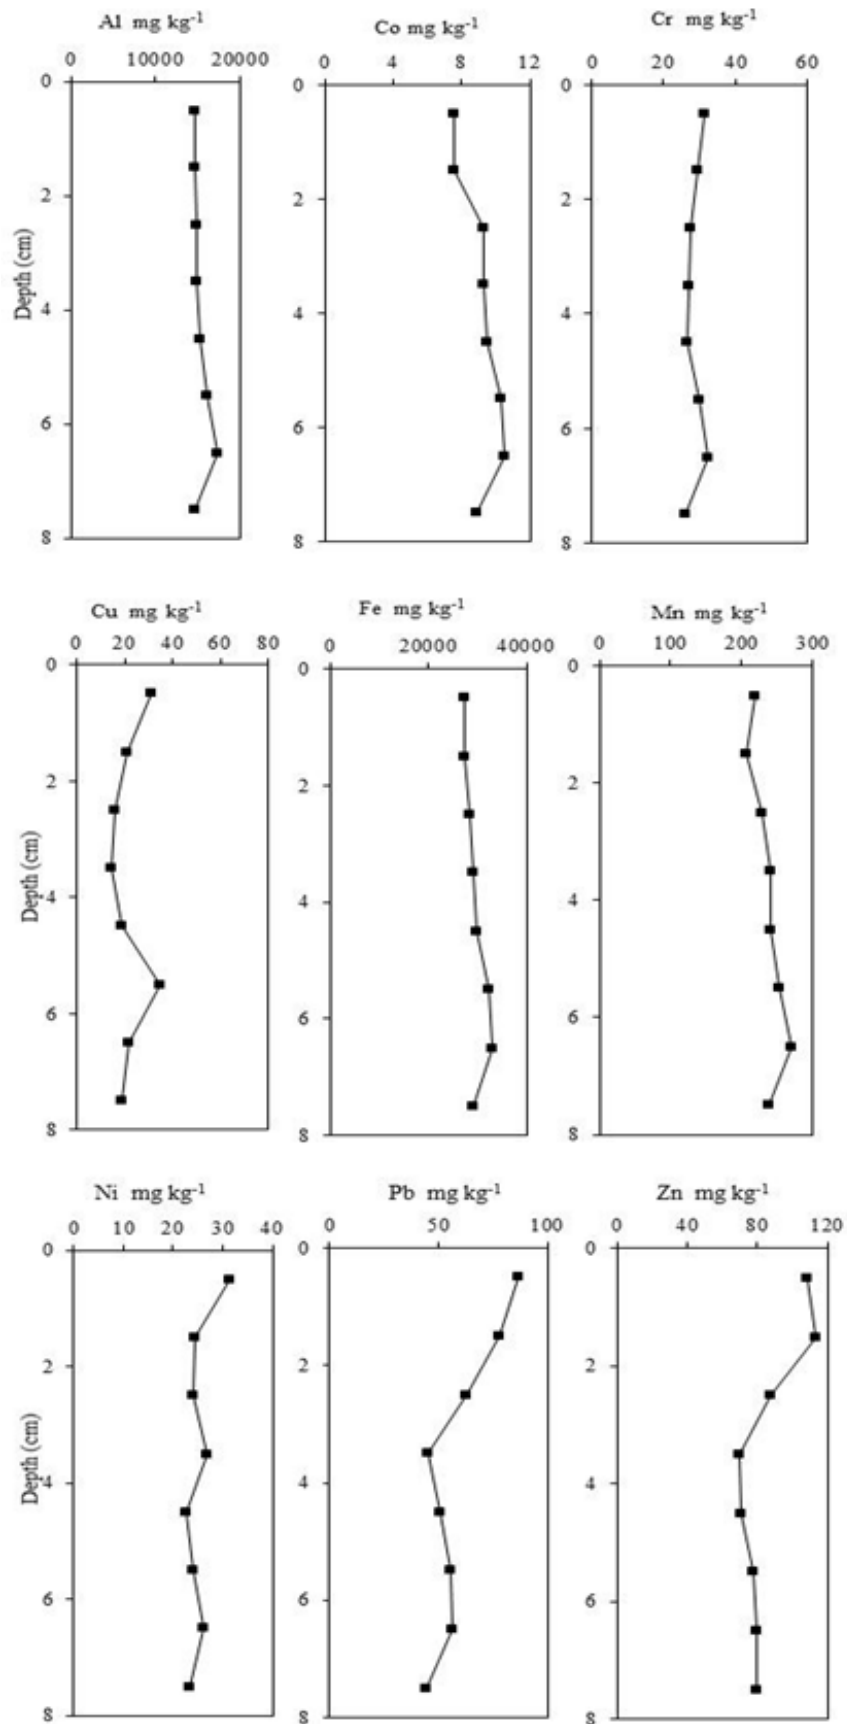 Al mg kg-1
0 10000 20000
Co mg kg-1
0 4 8 12
Cr mg kg-1
0 20 40 60
Depth (cm)
0
2
4
6
8
0
2
4
6
8
0
2
4
6
8
Cu mg kg-1
0 20 40 60 80
Fe mg kg-1
0 20000 40000
Mn mg kg-1
0 100 200 300
Depth (cm)
0
2
4
6
8
0
2
4
6
8
0
2
4
6
8
Ni mg kg-1
0 10 20 30 40
Pb mg kg-1
0 50 100
Zn mg kg-1
0 40 80 120
Depth (cm)
0
2
4
6
8
0
2
4
6
8
0
2
4
6
8